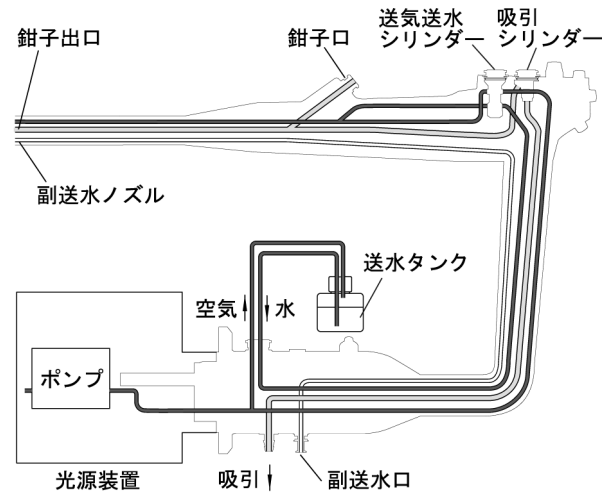 送気送水
シリンダー
吸引
シリンダー
鉗子出口
鉗子口
副送水ノズル
送水タンク
空気
水
ポンプ
光源装置
吸引
副送水口